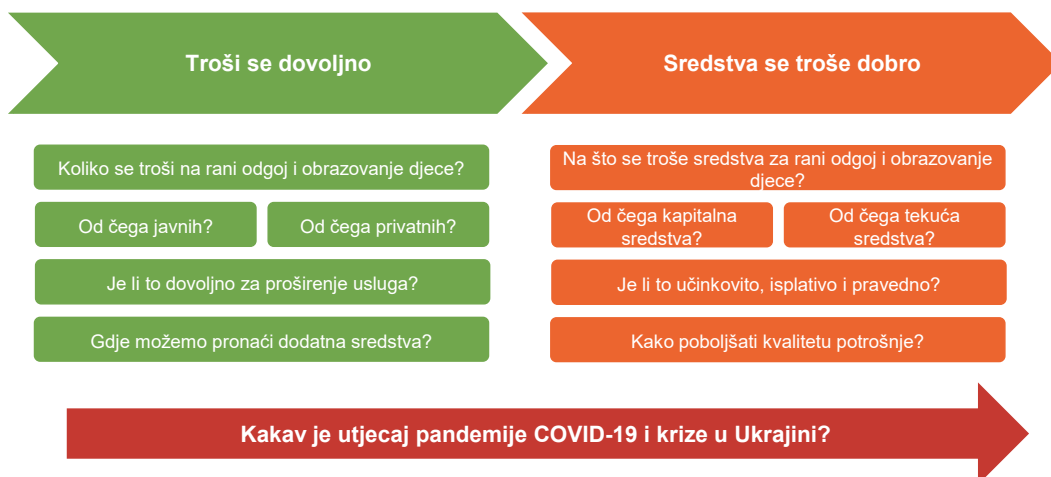 Troši se dovoljno
Sredstva se troše dobro
Koliko se troši na rani odgoj i obrazovanje djece?
Od čega javnih?
Od čega privatnih?
Je li to dovoljno za proširenje usluga?
Gdje možemo pronaći dodatna sredstva?
Na što se troše sredstva za rani odgoj i obrazovanje
djece?
Od čega kapitalna
sredstva?
Od čega tekuća
sredstva?
Je li to učinkovito, isplativo i pravedno?
Kako poboljšati kvalitetu potrošnje?
Kakav je utjecaj pandemije COVID-19 i krize u Ukrajini?